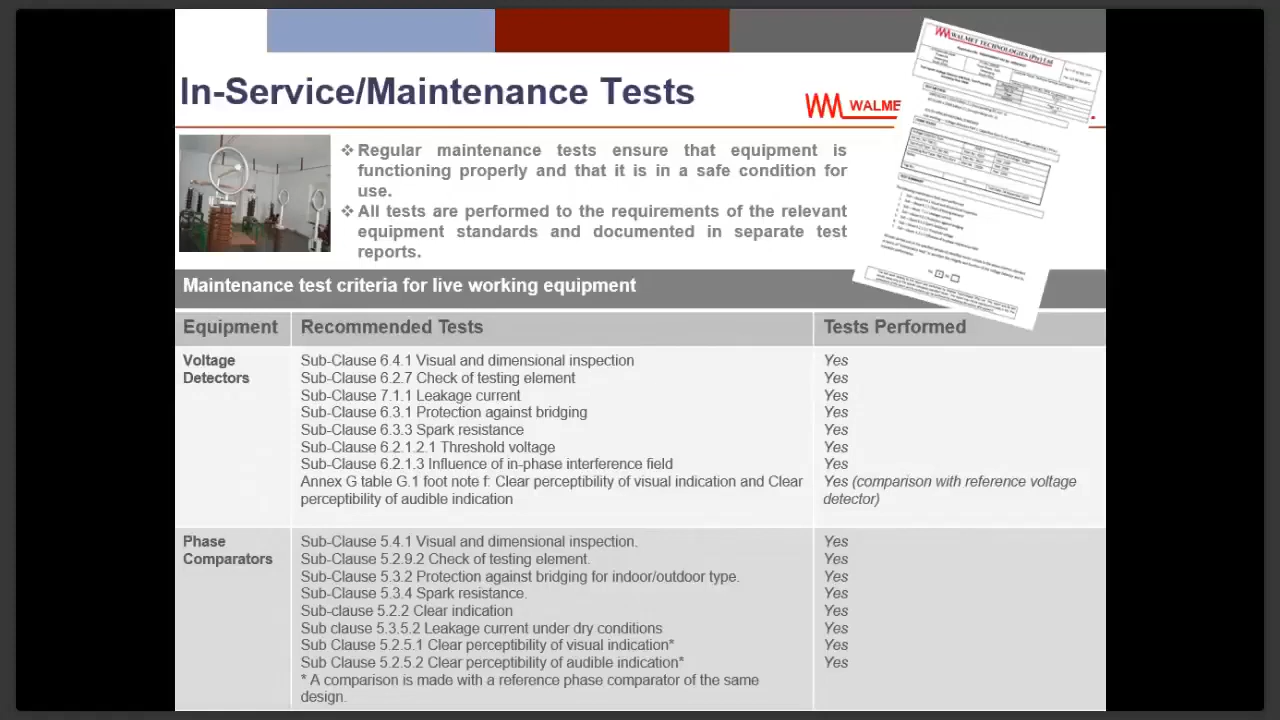 In-Service/Maintenance Tests
WALME
WALMET TECHNOLOGIES (Pty) Ltd
❖Regular maintenance tests ensure that equipment is
functioning properly and that it is in a safe condition for
use.
❖All tests are performed to the requirements of the relevant
equipment standards and documented in separate test
reports.
Maintenance test criteria for live working equipment
Equipment Recommended Tests Tests Performed
Voltage Sub-Clause 6.4.1 Visual and dimensional inspection Yes
Detectors Sub-Clause 6.2.7 Check of testing element Yes
Sub-Clause 7.1.1 Leakage current Yes
Sub-Clause 6.3.1 Protection against bridging Yes
Sub-Clause 6.3.3 Spark resistance Yes
Sub-Clause 6.2.1.2.1 Threshold voltage Yes
Sub-Clause 6.2.1.3 Influence of in-phase interference field Yes
Annex G table G.1 foot note f: Clear perceptibility of visual indication and Clear Yes (comparison with reference voltage
perceptibility of audible indication detector)
Phase Sub-Clause 5.4.1 Visual and dimensional inspection. Yes
Comparators Sub-Clause 5.2.9.2 Check of testing element. Yes
Sub-Clause 5.3.2 Protection against bridging for indoor/outdoor type. Yes
Sub-Clause 5.3.4 Spark resistance. Yes
Sub-clause 5.2.2 Clear indication Yes
Sub clause 5.3.5.2 Leakage current under dry conditions Yes
Sub Clause 5.2.5.1 Clear perceptibility of visual indication* Yes
Sub Clause 5.2.5.2 Clear perceptibility of audible indication* Yes
* A comparison is made with a reference phase comparator of the same
design.